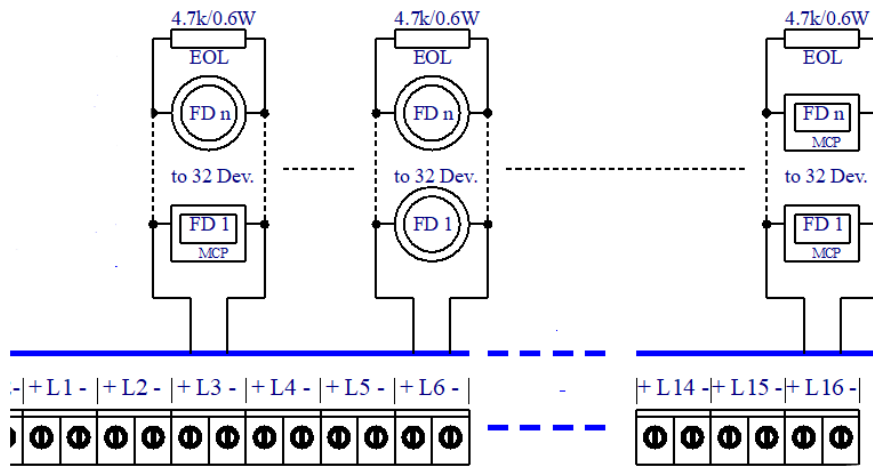 4.7k/0.6W 4.7k/0.6W 4.7k/0.6W
EOL EOL EOL
FD n FD n FD n
MCP
to 32 Dev. to 32 Dev. to 32 Dev.
FD 1 FD 1 FD 1
MCP MCP
- + L1 - + L2 - + L3 - + L4 - + L5 - + L6 - + L14 - + L15 - + L16 -